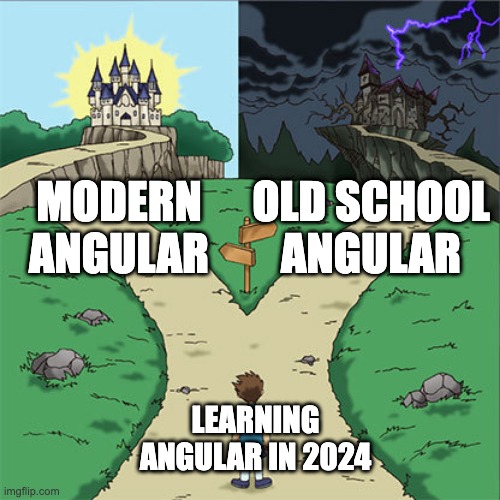 MODERN
ANGULAR
OLD SCHOOL
ANGULAR
LEARNING
ANGULAR IN 2024
imgflip.com